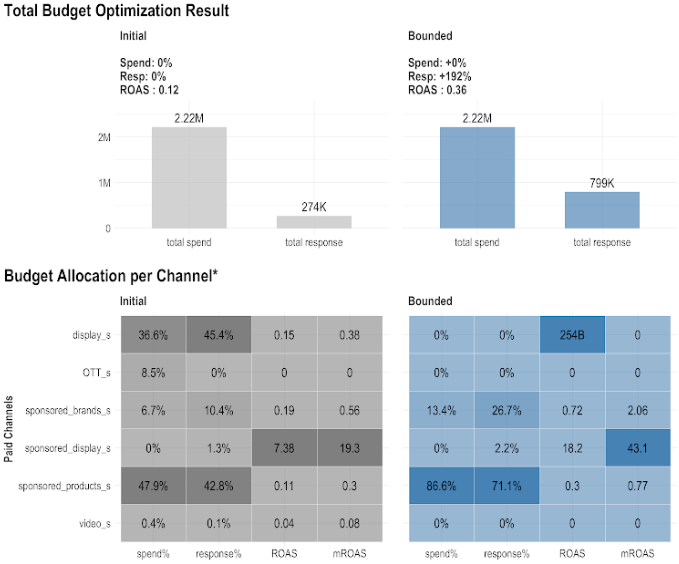 Total Budget Optimization Result
Initial
Bounded
Spend: 0%
Resp: 0%
ROAS : 0.12
Spend: +0%
Resp: +192%
ROAS : 0.36
2.22M
274K
2M
1M
0
total spend
total response
2.22M
799K
total spend
total response
Budget Allocation per Channel*
Initial
Bounded
Paid Channels
display_s 36.6% 45.4% 0.15 0.38 0% 0% 254B 0
OTT_s 8.5% 0% 0 0 0% 0% 0 0
sponsored_brands_s 6.7% 10.4% 0.19 0.56 13.4% 26.7% 0.72 2.06
sponsored_display_s 0% 1.3% 7.38 19.3 0% 2.2% 18.2 43.1
sponsored_products_s 47.9% 42.8% 0.11 0.3 86.6% 71.1% 0.3 0.77
video_s 0.4% 0.1% 0.04 0.08 0% 0% 0 0
spend% response% ROAS mROAS spend% response% ROAS mROAS